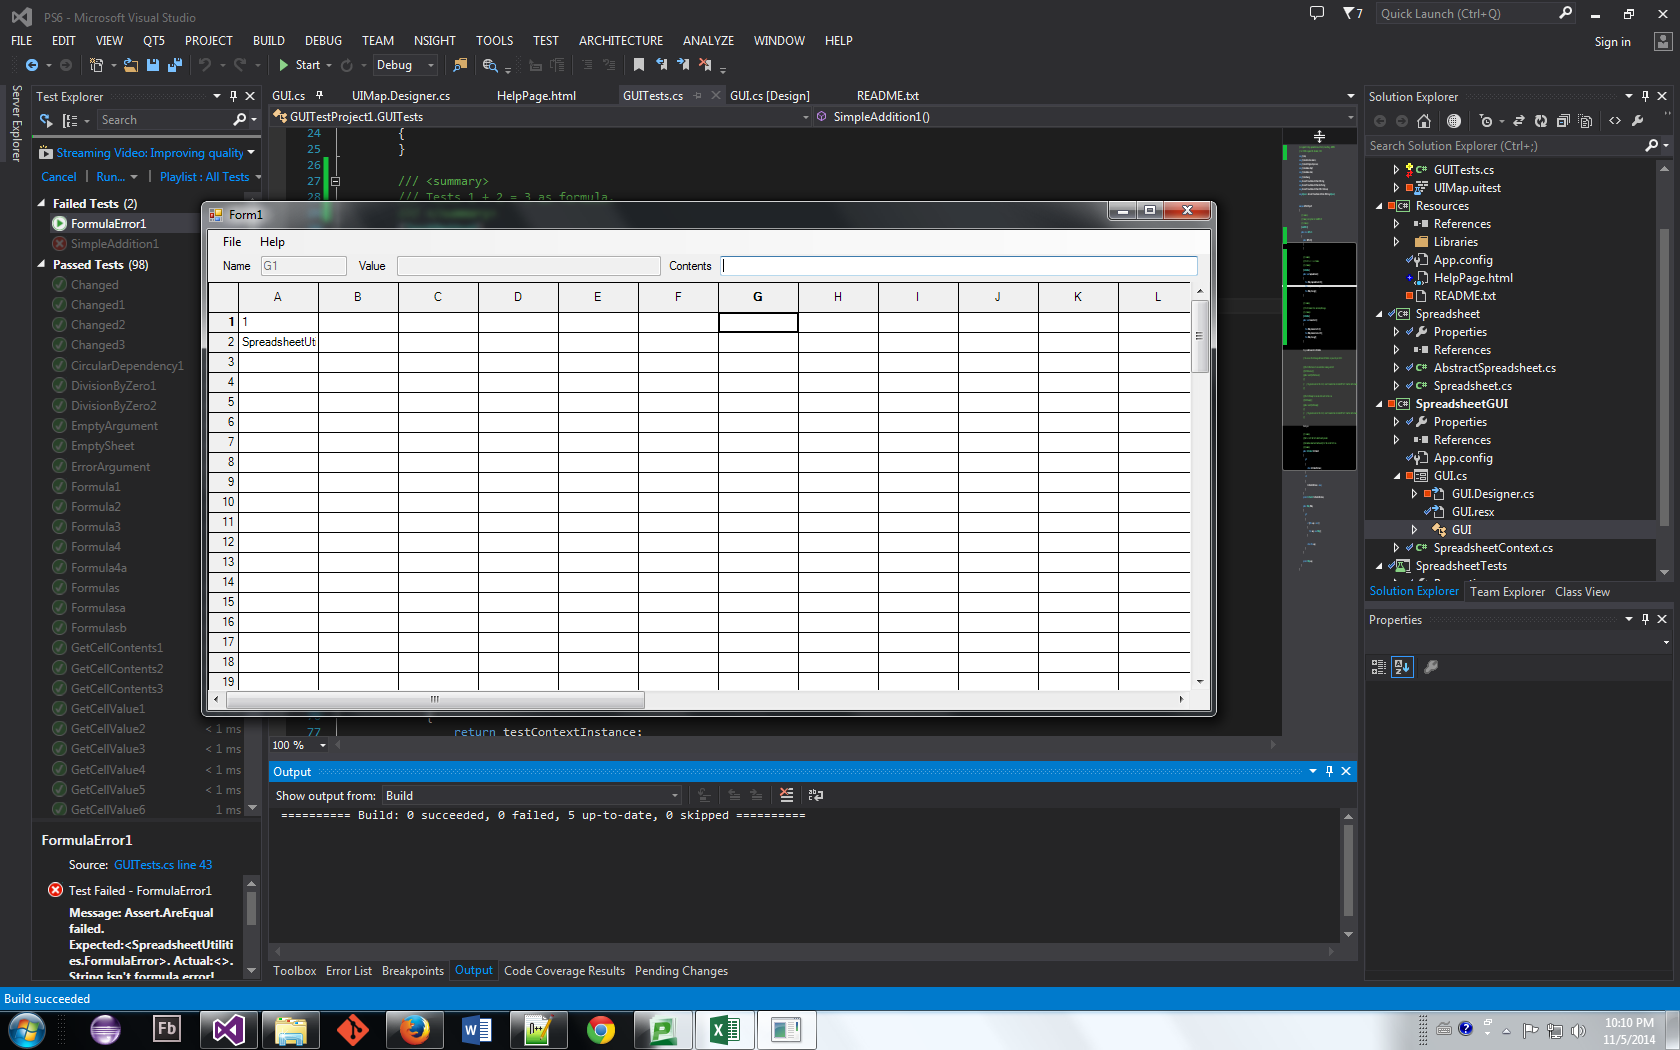 PS6 - Microsoft Visual Studio
7
Quick Launch (Ctrl+Q)
FILE EDIT VIEW QT5 PROJECT BUILD DEBUG TEAM NSIGHT TOOLS TEST ARCHITECTURE ANALYZE WINDOW HELP
Sign in
Start Debug
Server Explorer
Test Explorer
Search
Streaming Video: Improving quality
Cancel Run... Playlist : All Tests
Failed Tests (2)
FormulaError1
SimpleAddition1
Passed Tests (98)
Changed
Changed1
Changed2
Changed3
CircularDependency1
DivisionByZero1
DivisionByZero2
EmptyArgument
EmptySheet
ErrorArgument
Formula1
Formula2
Formula3
Formula4
Formula4a
Formulas
Formulasa
Formulasb
GetCellContents1
GetCellContents2
GetCellContents3
GetCellValue1
GetCellValue2 < 1 ms
GetCellValue3 < 1 ms
GetCellValue4 < 1 ms
GetCellValue5 < 1 ms
GetCellValue6 1 ms
FormulaError1
Source: GUITests.cs line 43
Test Failed - FormulaError1
Message: Assert.AreEqual
failed.
Expected:<SpreadsheetUtiliti
es.FormulaError>. Actual:<>.
String isn't formula error!
GUI.cs UIMap.Designer.cs HelpPage.html GUITests.cs GUI.cs [Design] README.txt
GUITestProject1.GUITests SimpleAddition1()
24 {
25 }
26
27 /// <summary>
28 /// Tests 1 + 2 = 3 as formula.
Form1
File Help
Name G1 Value Contents
A B C D E F G H I J K L
1 1
2 SpreadsheetUt
3
4
5
6
7
8
9
10
11
12
13
14
15
16
17
18
19
77 return testContextInstance;
100 %
Output
Show output from: Build
========== Build: 0 succeeded, 0 failed, 5 up-to-date, 0 skipped ==========
Toolbox Error List Breakpoints Output Code Coverage Results Pending Changes
Solution Explorer
Search Solution Explorer (Ctrl+;)
GUITests.cs
UIMap.uitest
Resources
References
Libraries
App.config
HelpPage.html
README.txt
Spreadsheet
Properties
References
AbstractSpreadsheet.cs
Spreadsheet.cs
SpreadsheetGUI
Properties
References
App.config
GUI.cs
GUI.Designer.cs
GUI.resx
GUI
SpreadsheetContext.cs
SpreadsheetTests
Solution Explorer Team Explorer Class View
Properties
Build succeeded
Fb
10:10 PM
11/5/2014